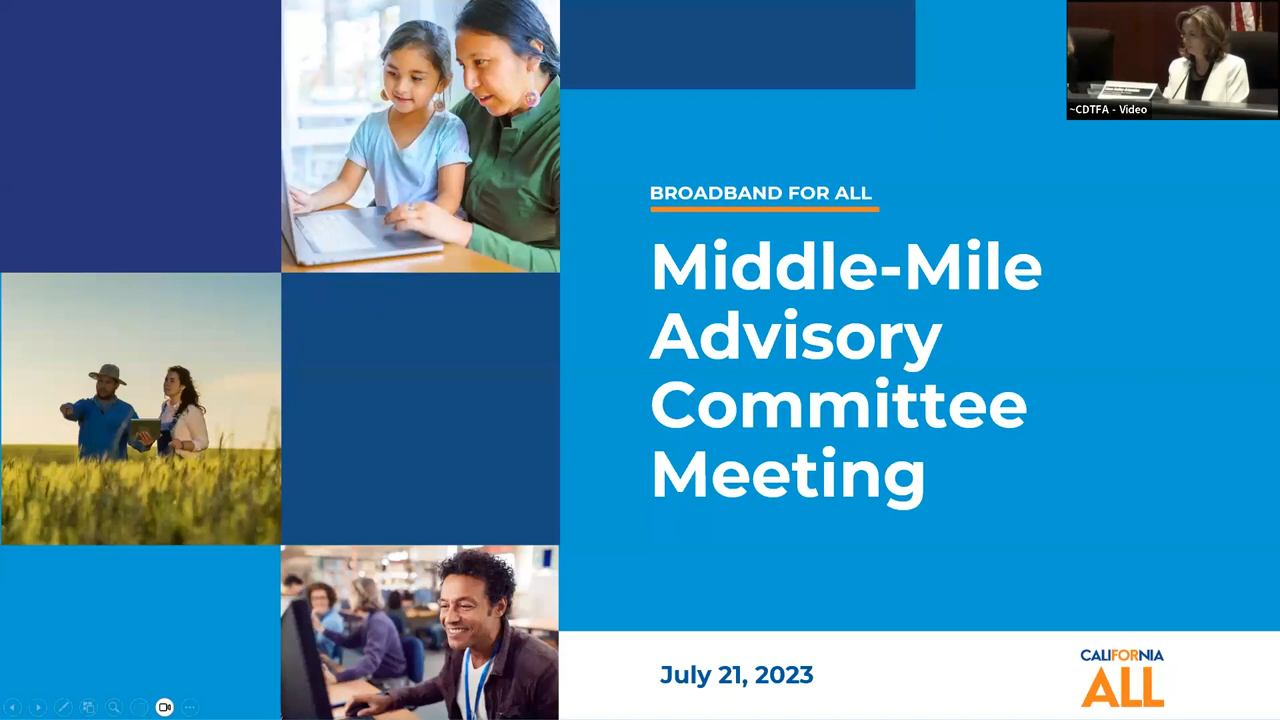 ~CDTFA - Video
BROADBAND FOR ALL
Middle-Mile
Advisory
Committee
Meeting
July 21, 2023
CALIFORNIA
ALL